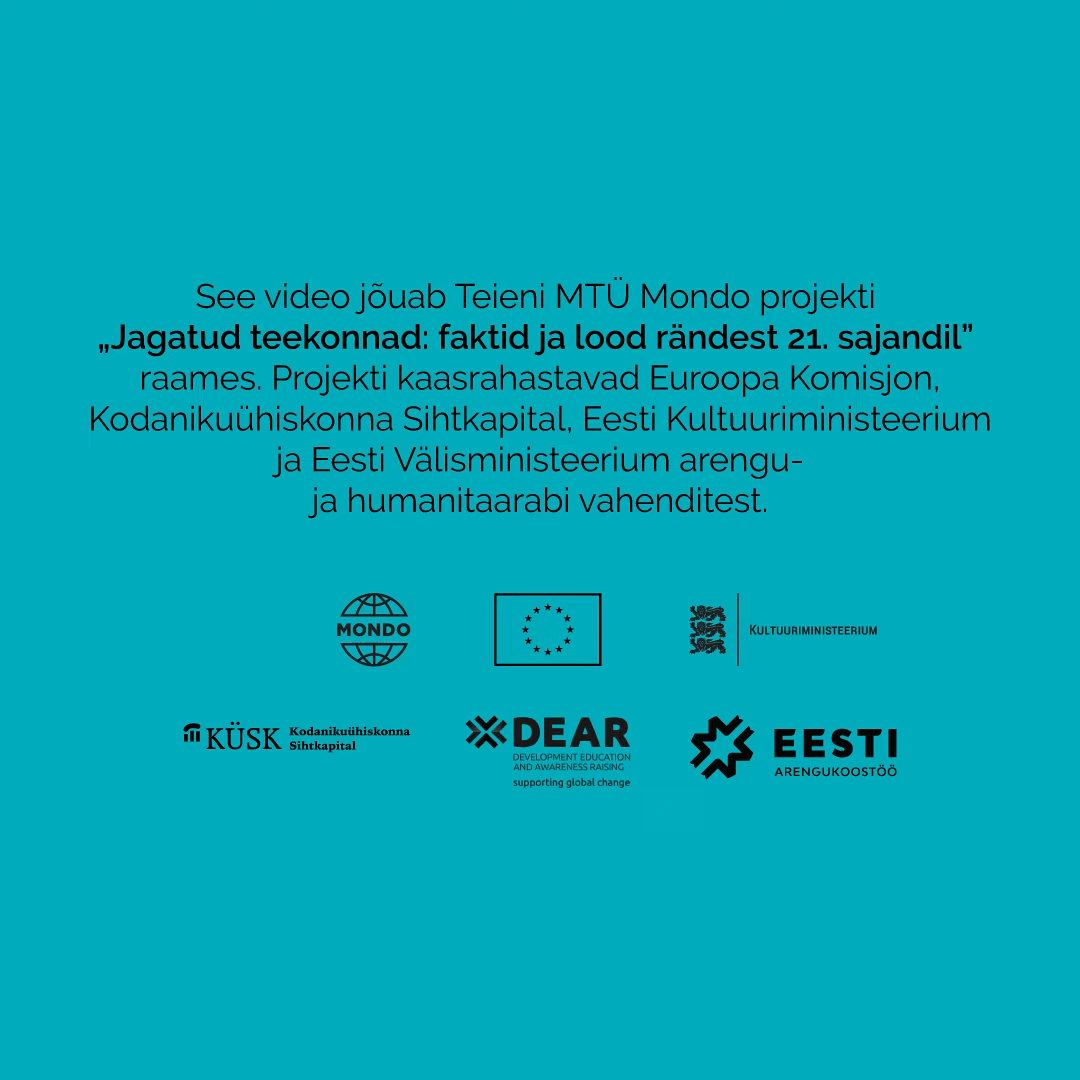 See video jõuab Teieni MTÜ Mondo projekti
„Jagatud teekonnad: faktid ja lood rändest 21. sajandil”
raames. Projekti kaasrahastavad Euroopa Komisjon,
Kodanikuühiskonna Sihtkapital, Eesti Kultuuriministeerium
ja Eesti Välisministeerium arengu-
ja humanitaarabi vahenditest.
MONDO
KULTUURIMINISTEERIUM
KÜSK Kodanikuühiskonna
Sihtkapital
DEAR
DEVELOPMENT EDUCATION
AND AWARENESS RAISING
supporting global change
EESTI
ARENGUKOOSTÖÖ